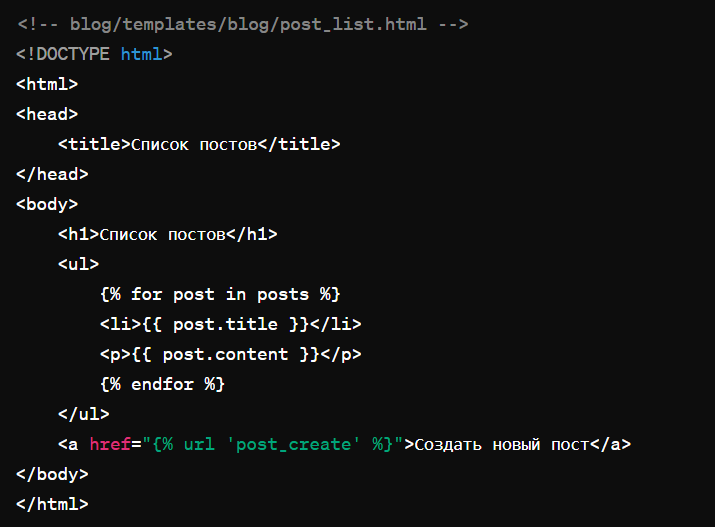 <!-- blog/templates/blog/post_list.html -->
<!DOCTYPE html>
<html>
<head>
    <title>Список постов</title>
</head>
<body>
    <h1>Список постов</h1>
    <ul>
        {% for post in posts %}
        <li>{{ post.title }}</li>
        <p>{{ post.content }}</p>
        {% endfor %}
    </ul>
    <a href="{% url 'post_create' %}">Создать новый пост</a>
</body>
</html>